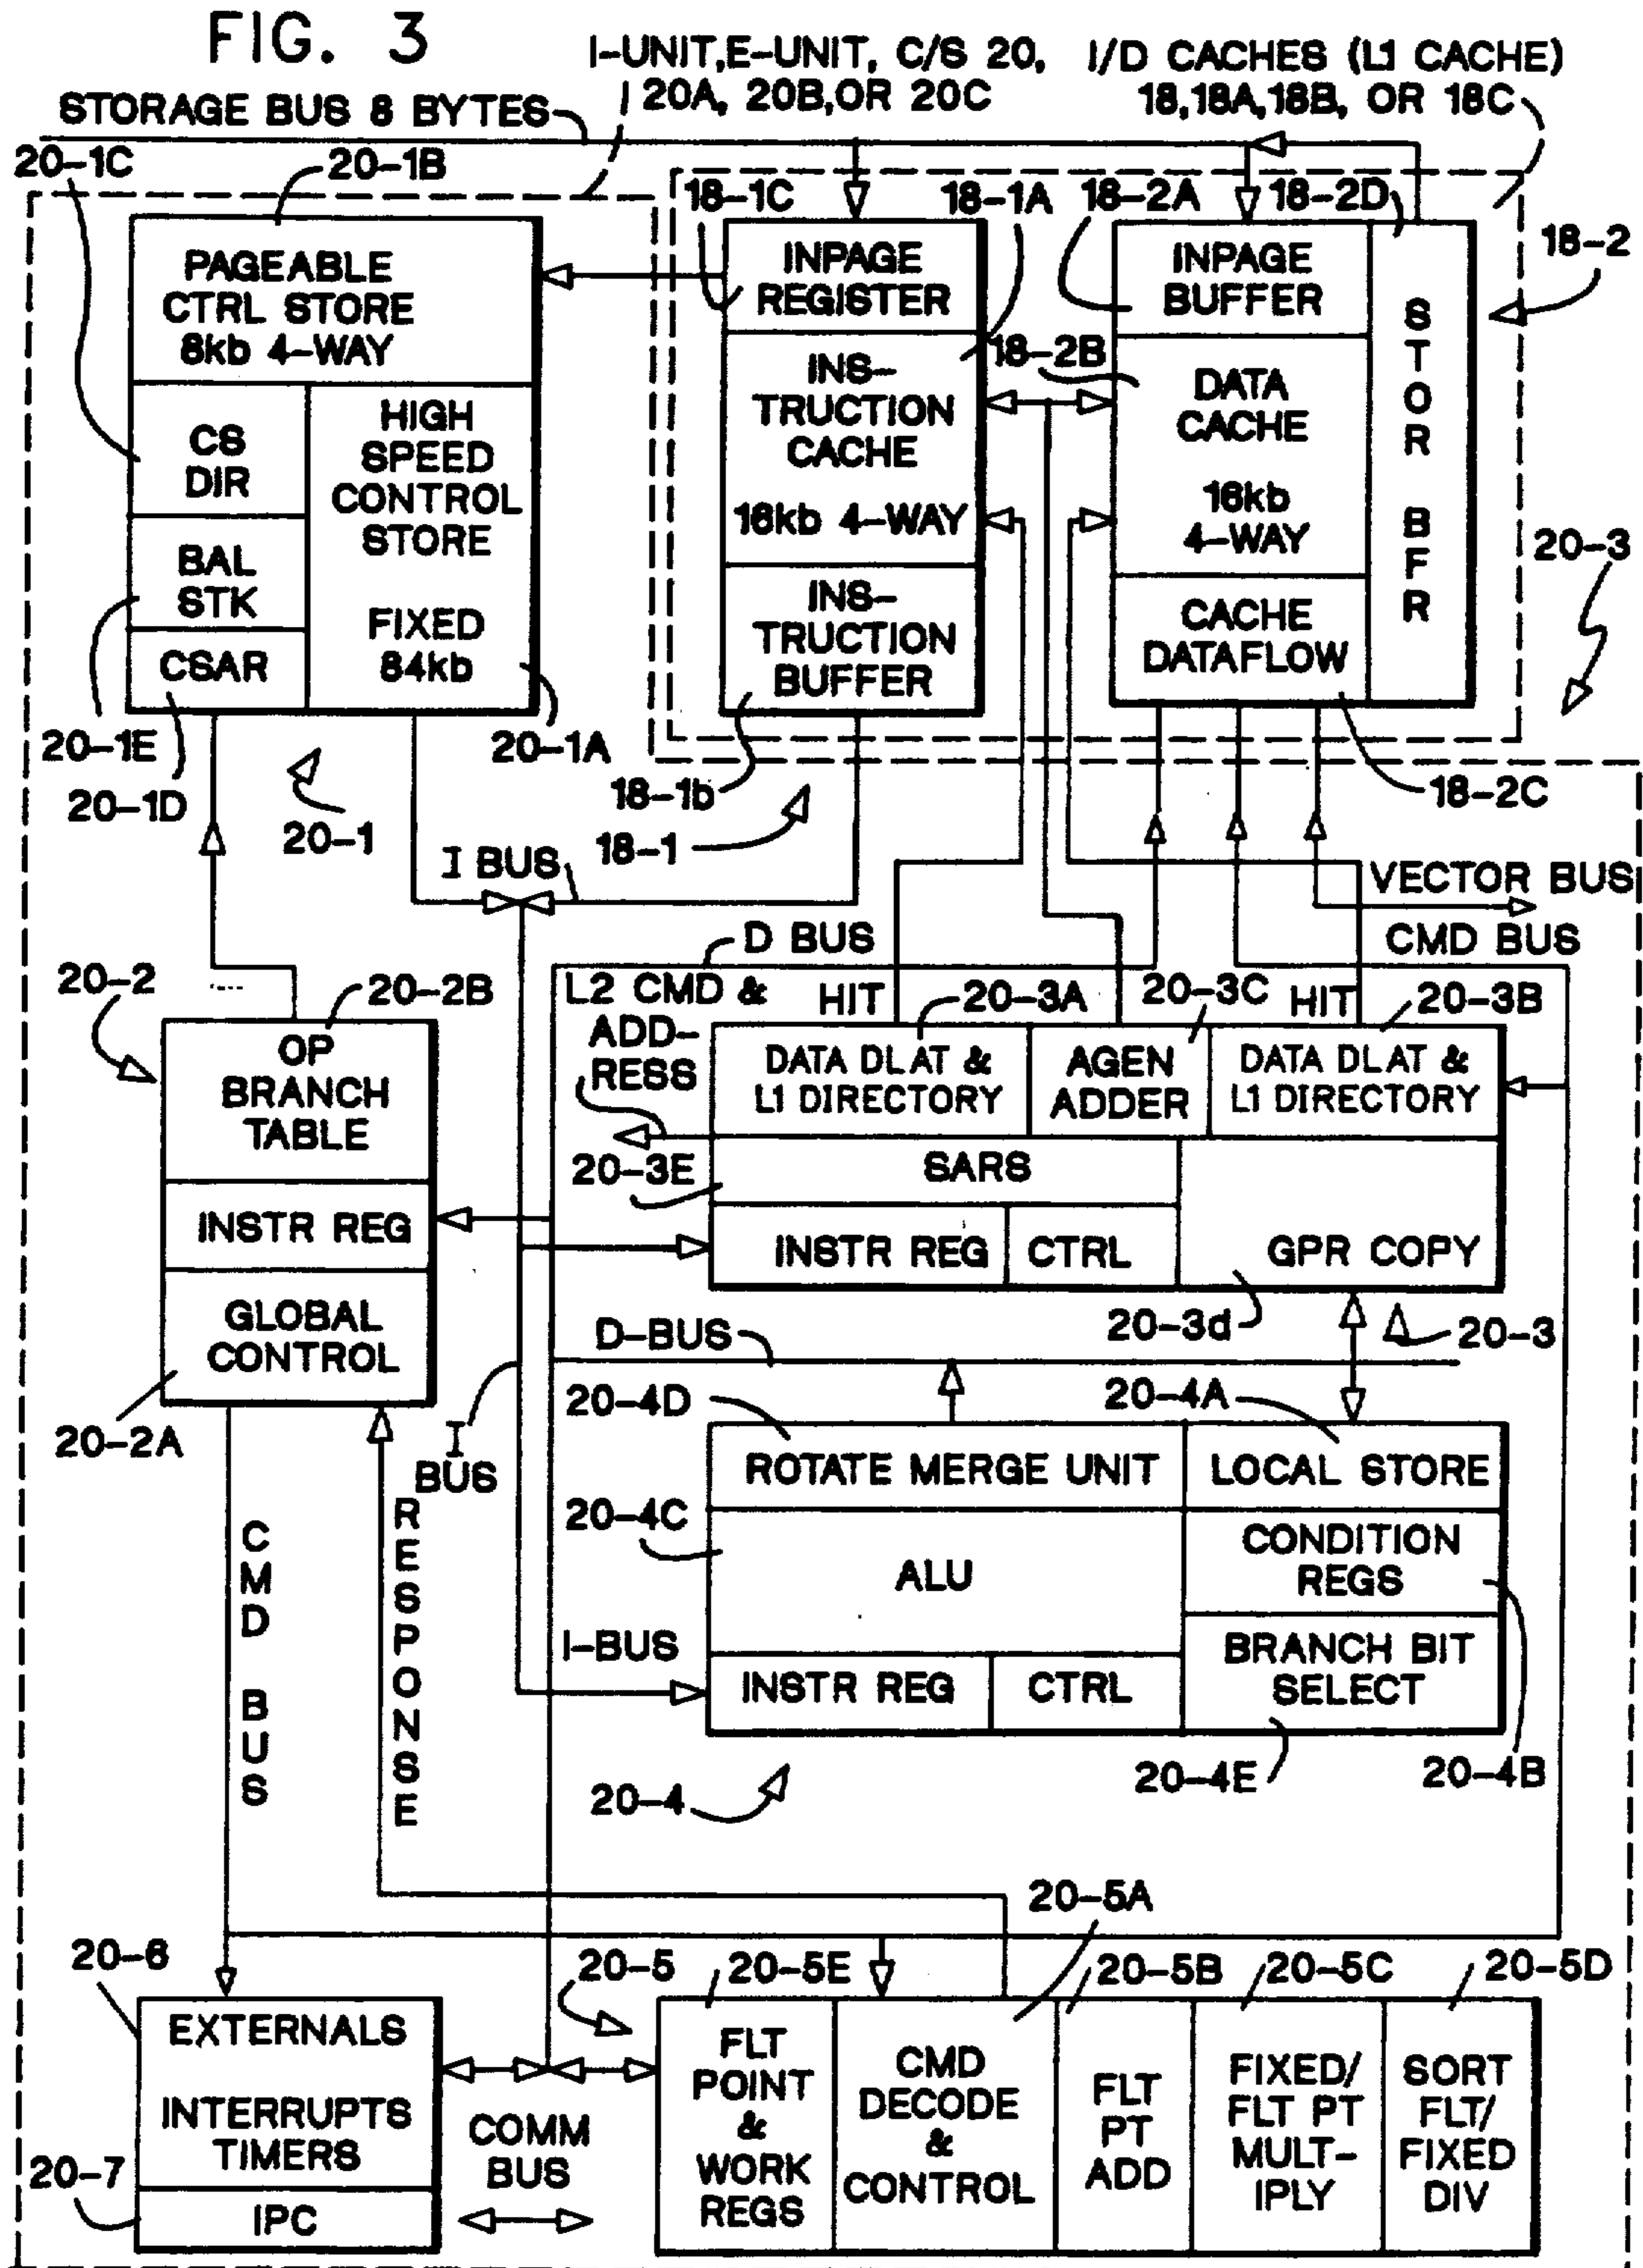 FIG. 3
I-UNIT,E-UNIT, C/S 20,
20A, 20B,OR 20C
I/D CACHES (L1 CACHE)
18,18A,18B, OR 18C
STORAGE BUS 8 BYTES
20-1C
20-1B
18-1C
18-1A
18-2A
18-2D
18-2
PAGEABLE
CTRL STORE
8kb 4-WAY
INPAGE
REGISTER
INPAGE
BUFFER
STOR BFR
18-2B
CS
DIR
HIGH
SPEED
CONTROL
STORE
FIXED
84kb
INS-
TRUCTION
CACHE
16kb 4-WAY
DATA
CACHE
16kb
4-WAY
20-3
BAL
STK
CSAR
INS-
TRUCTION
BUFFER
CACHE
DATAFLOW
20-1E
20-1D
20-1
20-1A
18-1b
18-1
18-2C
I BUS
VECTOR BUS
CMD BUS
D BUS
20-2
20-2B
L2 CMD &
ADD-
RESS
HIT
20-3A
20-3C
HIT
20-3B
OP
BRANCH
TABLE
INSTR REG
GLOBAL
CONTROL
DATA DLAT &
L1 DIRECTORY
AGEN
ADDER
DATA DLAT &
L1 DIRECTORY
20-3E
SARS
INSTR REG
CTRL
GPR COPY
20-3d
20-3
D-BUS
20-2A
I
BUS
20-4D
20-4A
ROTATE MERGE UNIT
LOCAL STORE
20-4C
ALU
CONDITION
REGS
CMD BUS
RESPONSE
I-BUS
INSTR REG
CTRL
BRANCH BIT
SELECT
20-4
20-4E
20-4B
20-5A
20-6
20-5
20-5E
20-5B
20-5C
20-5D
EXTERNALS
INTERRUPTS
TIMERS
20-7
IPC
COMM
BUS
FLT
POINT
&
WORK
REGS
CMD
DECODE
&
CONTROL
FLT
PT
ADD
FIXED/
FLT PT
MULT-
IPLY
SORT
FLT/
FIXED
DIV